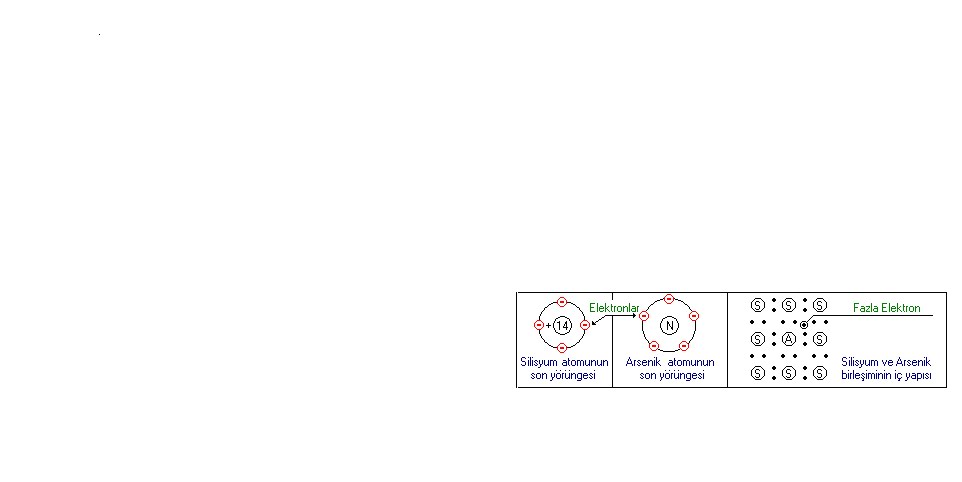 Elektronlar
+ 14
N
Silisyum atomunun
son yörüngesi
Arsenik atomunun
son yörüngesi
S S S
Fazla Elektron
S A S
S S S
Silisyum ve Arsenik
birleşiminin iç yapısı